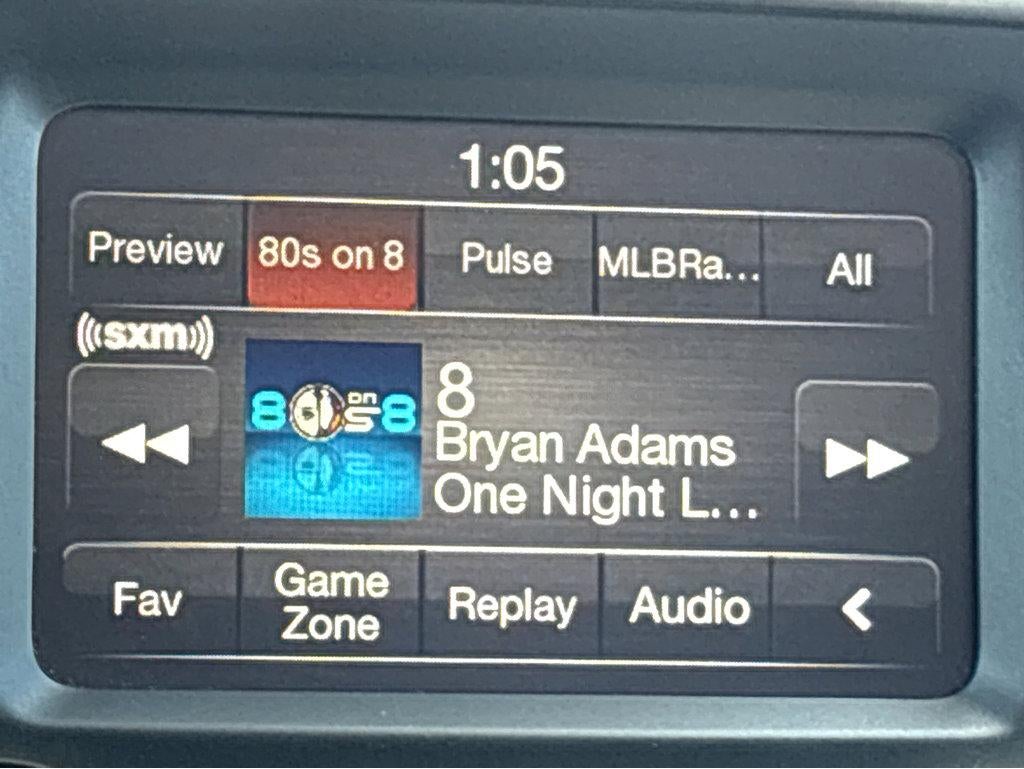 1:05
Preview 80s on 8 Pulse MLBRa... All
((sxm))
80s on 8
8
Bryan Adams
One Night L...
Fav Game Zone Replay Audio <